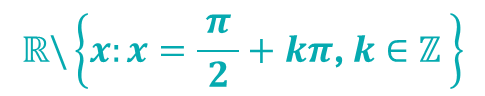 ℝ\{x: x = π/2 + kπ, k ∈ ℤ}